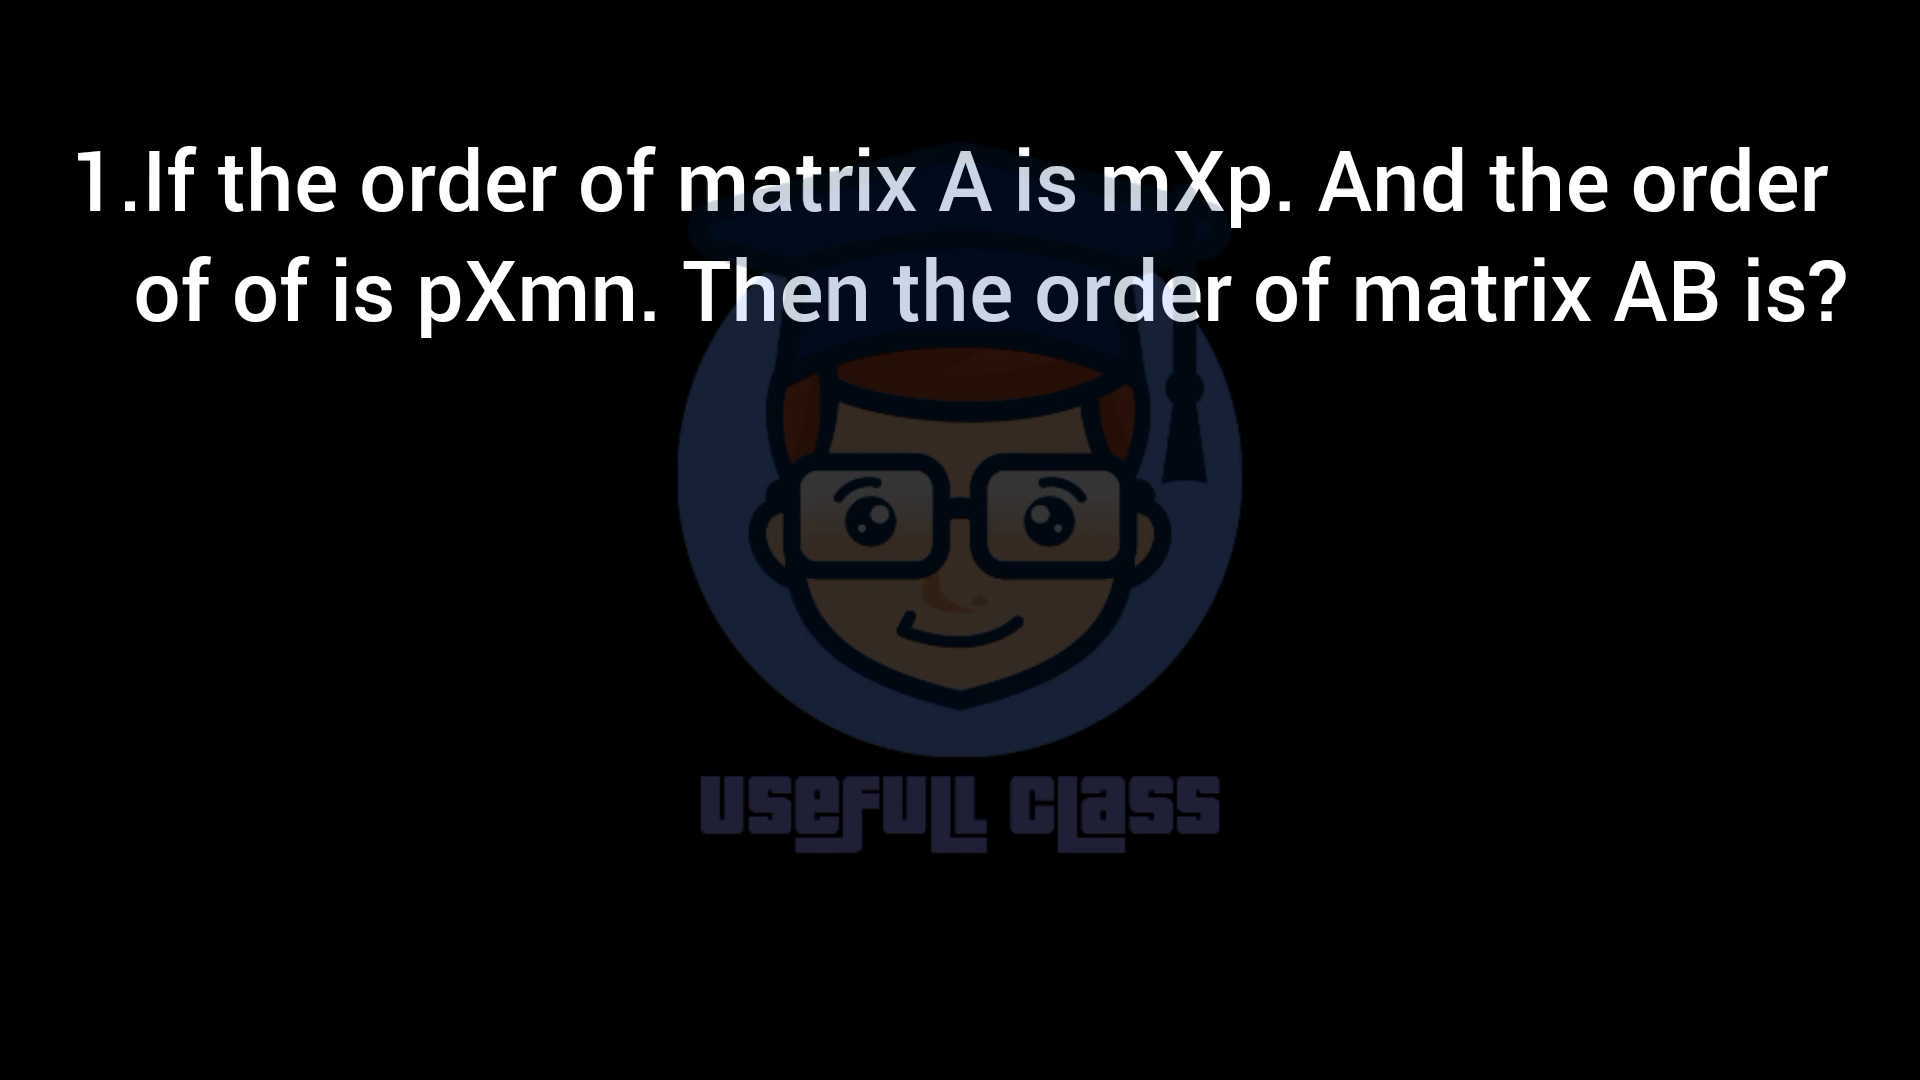 1.If the order of matrix A is mXp. And the order
of of is pXmn. Then the order of matrix AB is?
USEFULL CLASS